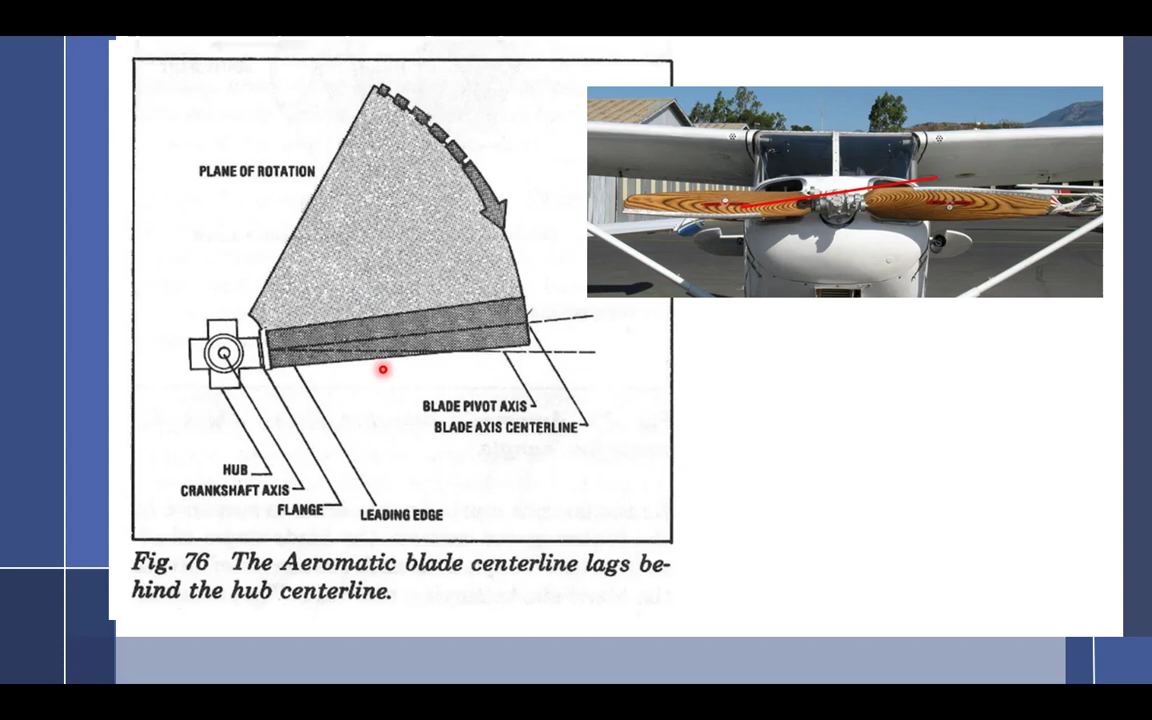 PLANE OF ROTATION
BLADE PIVOT AXIS
BLADE AXIS CENTERLINE
HUB
CRANKSHAFT AXIS
FLANGE
LEADING EDGE
Fig. 76 The Aeromatic blade centerline lags be-
hind the hub centerline.